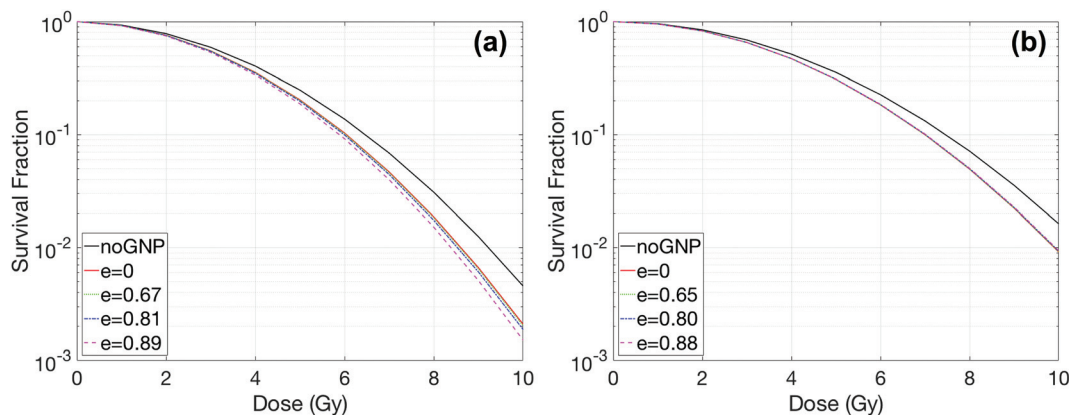 (a)
Survival Fraction
10^0
10^-1
10^-2
10^-3
noGNP
e=0
e=0.67
e=0.81
e=0.89
0 2 4 6 8 10
Dose (Gy)
(b)
Survival Fraction
10^0
10^-1
10^-2
10^-3
noGNP
e=0
e=0.65
e=0.80
e=0.88
0 2 4 6 8 10
Dose (Gy)